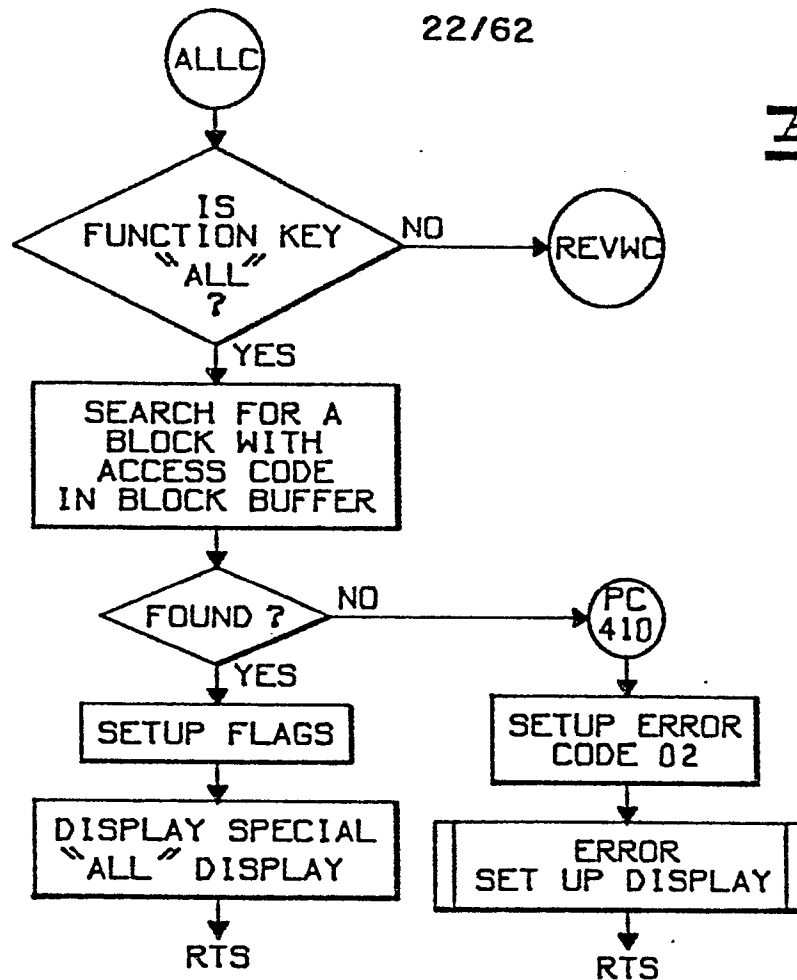 22/62
ALLC
IS
FUNCTION KEY
"ALL"
?
NO
REVWC
YES
SEARCH FOR A
BLOCK WITH
ACCESS CODE
IN BLOCK BUFFER
FOUND ?
NO
PC
410
YES
SETUP FLAGS
SETUP ERROR
CODE 02
DISPLAY SPECIAL
"ALL" DISPLAY
ERROR
SET UP DISPLAY
RTS
RTS